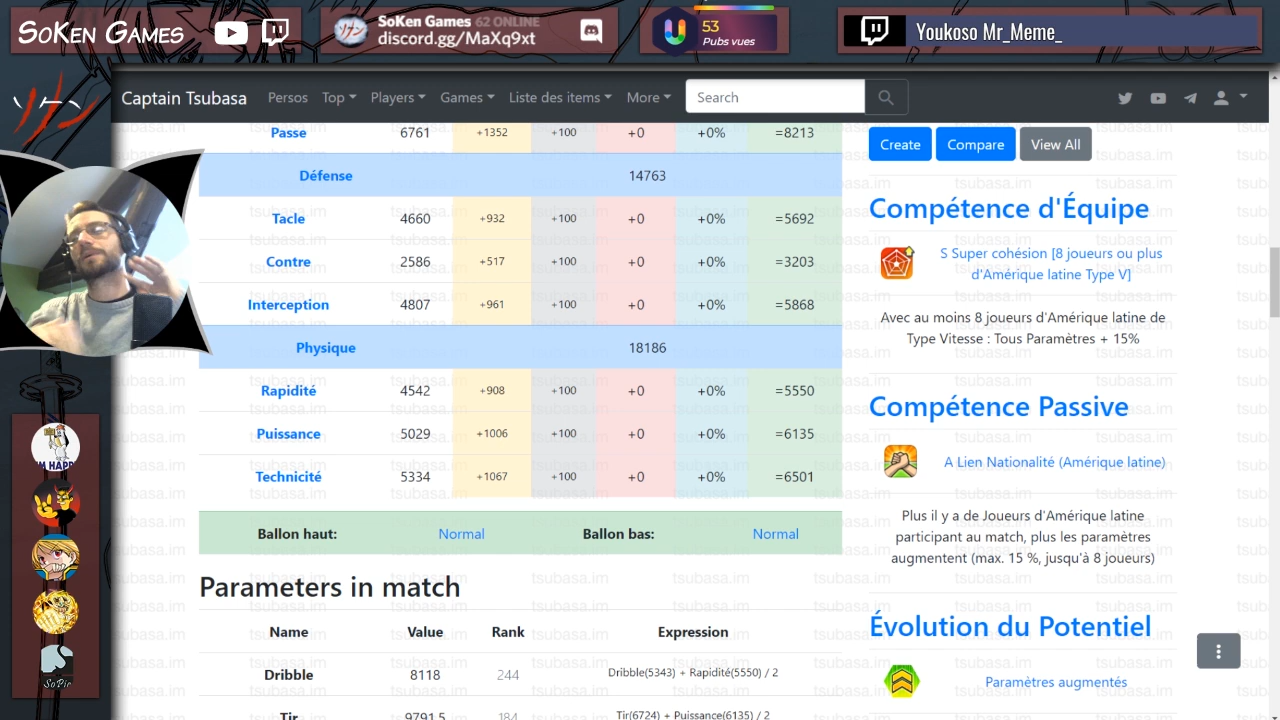 SoKen Games
SoKen Games 62 ONLINE
discord.gg/MaXq9xt
53
Pubs vues
Youkoso Mr_Meme_
Captain Tsubasa
Persos
Top
Players
Games
Liste des items
More
Search
Passe 6761 +1352 +100 +0 +0% =8213
Défense 14763
Tacle 4660 +932 +100 +0 +0% =5692
Contre 2586 +517 +100 +0 +0% =3203
Interception 4807 +961 +100 +0 +0% =5868
Physique 18186
Rapidité 4542 +908 +100 +0 +0% =5550
Puissance 5029 +1006 +100 +0 +0% =6135
Technicité 5334 +1067 +100 +0 +0% =6501
Ballon haut: Normal Ballon bas: Normal
Parameters in match
Name Value Rank Expression
Dribble 8118 244 Dribble(5343) + Rapidité(5550) / 2
Tir 9791.5 184 Tir(6724) + Puissance(6135) / 2
Create
Compare
View All
Compétence d'Équipe
S Super cohésion [8 joueurs ou plus
d'Amérique latine Type V]
Avec au moins 8 joueurs d'Amérique latine de
Type Vitesse : Tous Paramètres + 15%
Compétence Passive
A Lien Nationalité (Amérique latine)
Plus il y a de Joueurs d'Amérique latine
participant au match, plus les paramètres
augmentent (max. 15 %, jusqu'à 8 joueurs)
Évolution du Potentiel
Paramètres augmentés
tsubasa.im